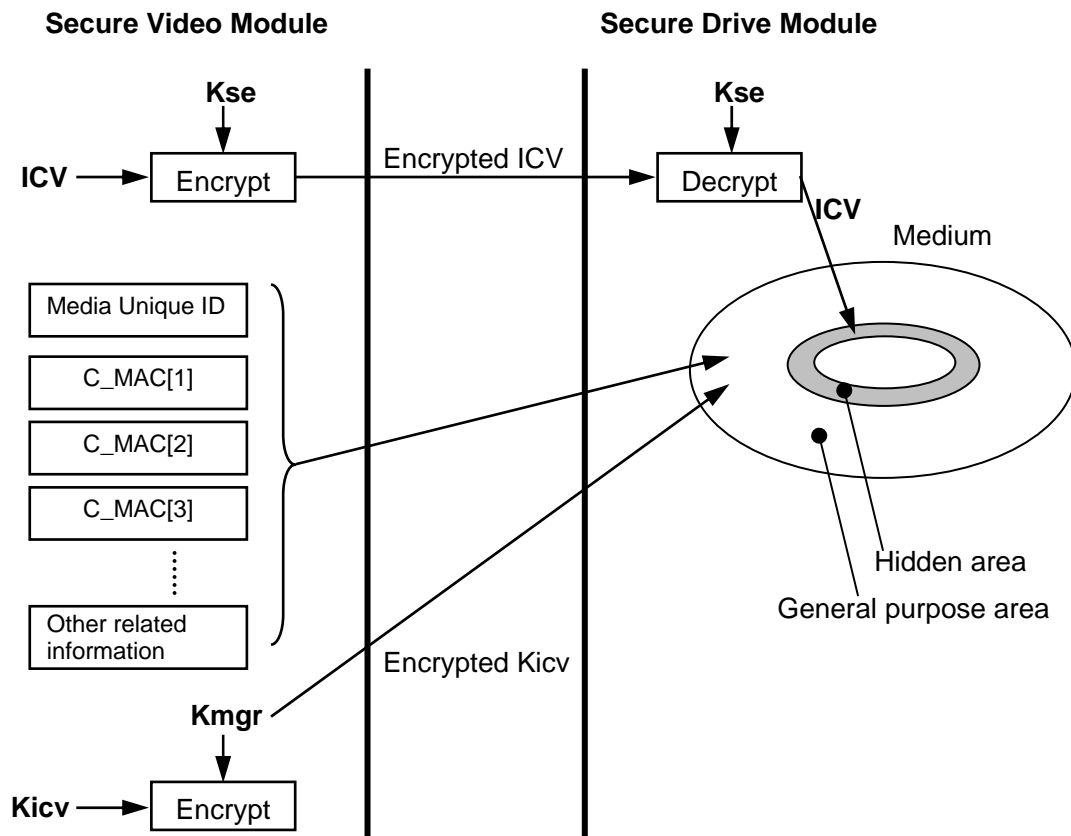 Secure Video Module
Secure Drive Module
Kse
Kse
ICV
Encrypt
Encrypted ICV
Decrypt
ICV
Medium
Media Unique ID
C_MAC[1]
C_MAC[2]
C_MAC[3]
Hidden area
General purpose area
Other related
information
Encrypted Kicv
Kmgr
Kicv
Encrypt